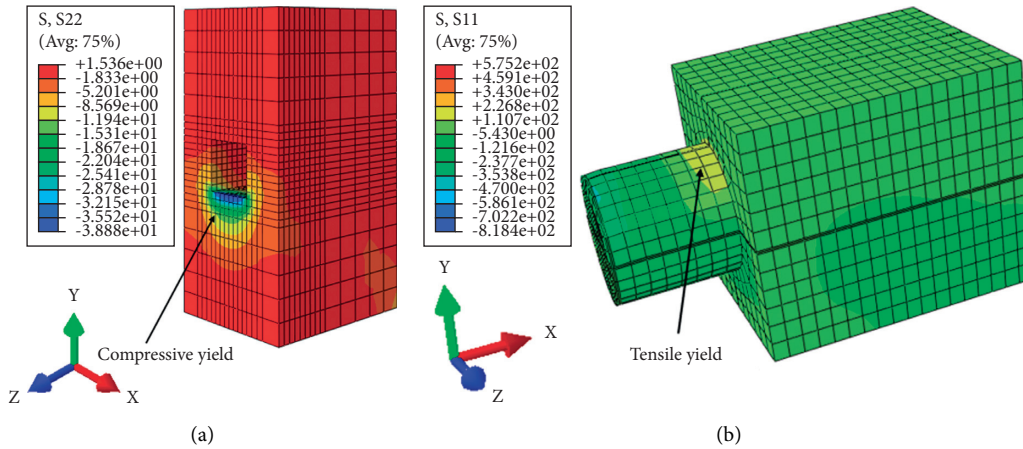 S, S22
(Avg: 75%)
+1.536e+00
-1.833e+00
-5.201e+00
-8.569e+00
-1.194e+01
-1.531e+01
-1.867e+01
-2.204e+01
-2.541e+01
-2.878e+01
-3.215e+01
-3.552e+01
-3.888e+01
Compressive yield
Y
Z
X
(a)
S, S11
(Avg: 75%)
+5.752e+02
+4.591e+02
+3.430e+02
+2.268e+02
+1.107e+02
-5.430e+00
-1.216e+02
-2.377e+02
-3.538e+02
-4.700e+02
-5.861e+02
-7.022e+02
-8.184e+02
Tensile yield
Y
X
Z
(b)